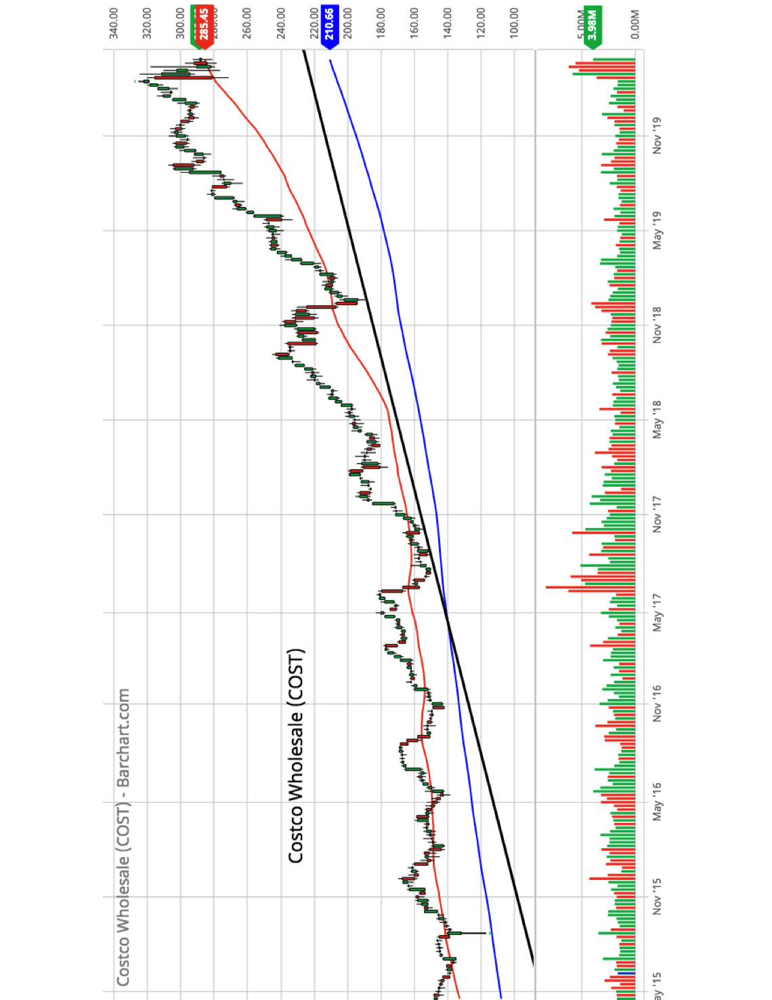 Costco Wholesale (COST) - Barchart.com
Costco Wholesale (COST)
340.00
320.00
300.00
285.45
260.00
240.00
220.00
210.66
200.00
180.00
160.00
140.00
120.00
100.00
5.00M
3.98M
0.00M
ay '15
Nov '15
May '16
Nov '16
May '17
Nov '17
May '18
Nov '18
May '19
Nov '19